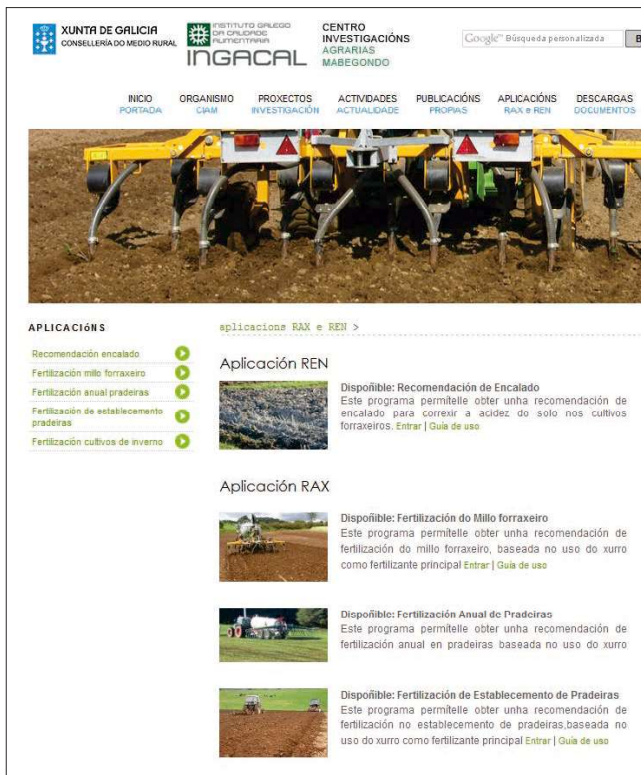 XUNTA DE GALICIA
CONSELLERÍA DO MEDIO RURAL
INSTITUTO GALEGO
DA CALIDADE
ALIMENTARIA
INGACAL
CENTRO
INVESTIGACIÓNS
AGRARIAS
MABEGONDO
Google™ Búsqueda personalizada
B
INICIO ORGANISMO PROXECTOS ACTIVIDADES PUBLICACIÓNS APLICACIÓNS DESCARGAS
PORTADA CIAM INVESTIGACIÓN ACTUALIDADE PROPIAS RAX e REN DOCUMENTOS
APLICACIóNS
Recomendación encalado
Fertilización millo forraxeiro
Fertilización anual pradeiras
Fertilización de establecemento
pradeiras
Fertilización cultivos de inverno
aplicacions RAX e REN >
Aplicación REN
Dispoñible: Recomendación de Encalado
Este programa permítelle obter unha recomendación de
encalado para correxir a acidez do solo nos cultivos
forraxeiros. Entrar | Guía de uso
Aplicación RAX
Dispoñible: Fertilización do Millo forraxeiro
Este programa permítelle obter unha recomendación de
fertilización do millo forraxeiro, baseada no uso do xurro
como fertilizante principal Entrar | Guía de uso
Dispoñible: Fertilización Anual de Pradeiras
Este programa permítelle obter unha recomendación de
fertilización anual en pradeiras baseada no uso do xurro
Dispoñible: Fertilización de Establecemento de Pradeiras
Este programa permítelle obter unha recomendación de
fertilización no establecemento de pradeiras,baseada no
uso do xurro como fertilizante principal Entrar | Guía de uso